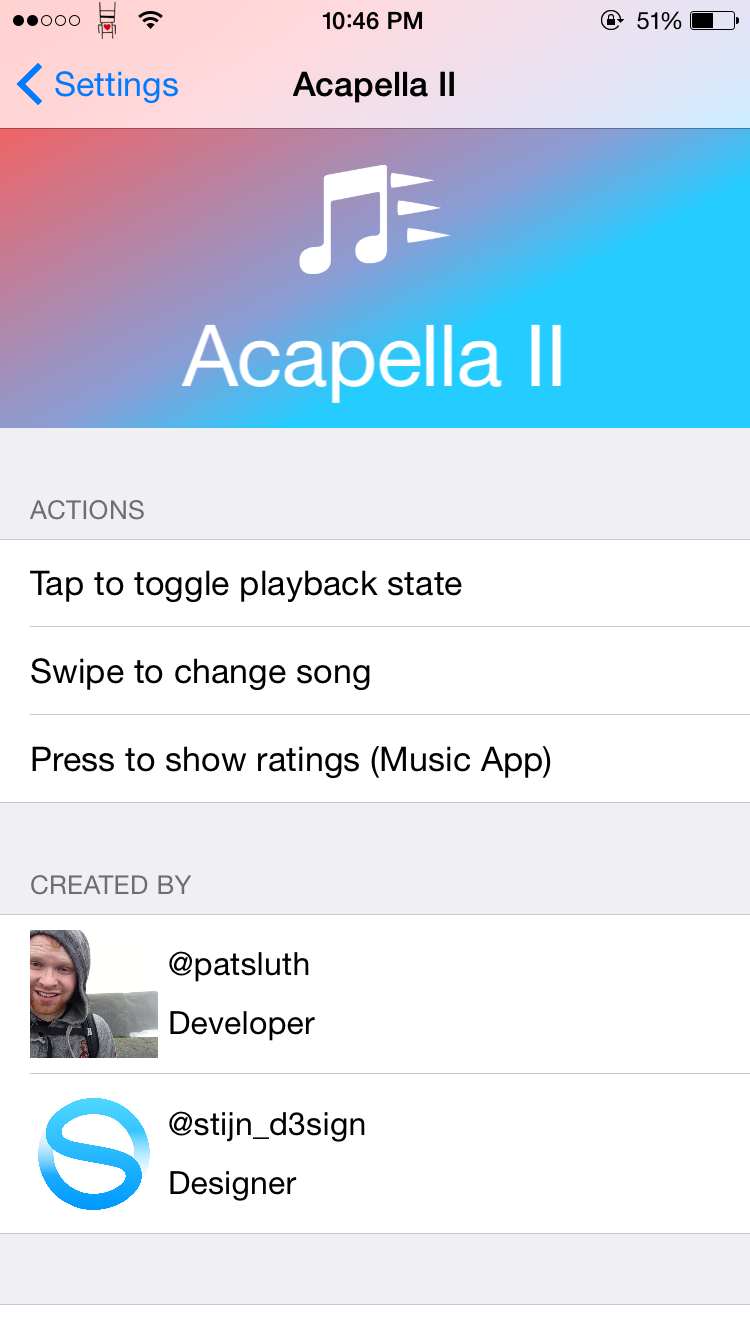 10:46 PM 51%
Settings Acapella II
Acapella II
ACTIONS
Tap to toggle playback state
Swipe to change song
Press to show ratings (Music App)
CREATED BY
@patsluth
Developer
@stijn_d3sign
Designer